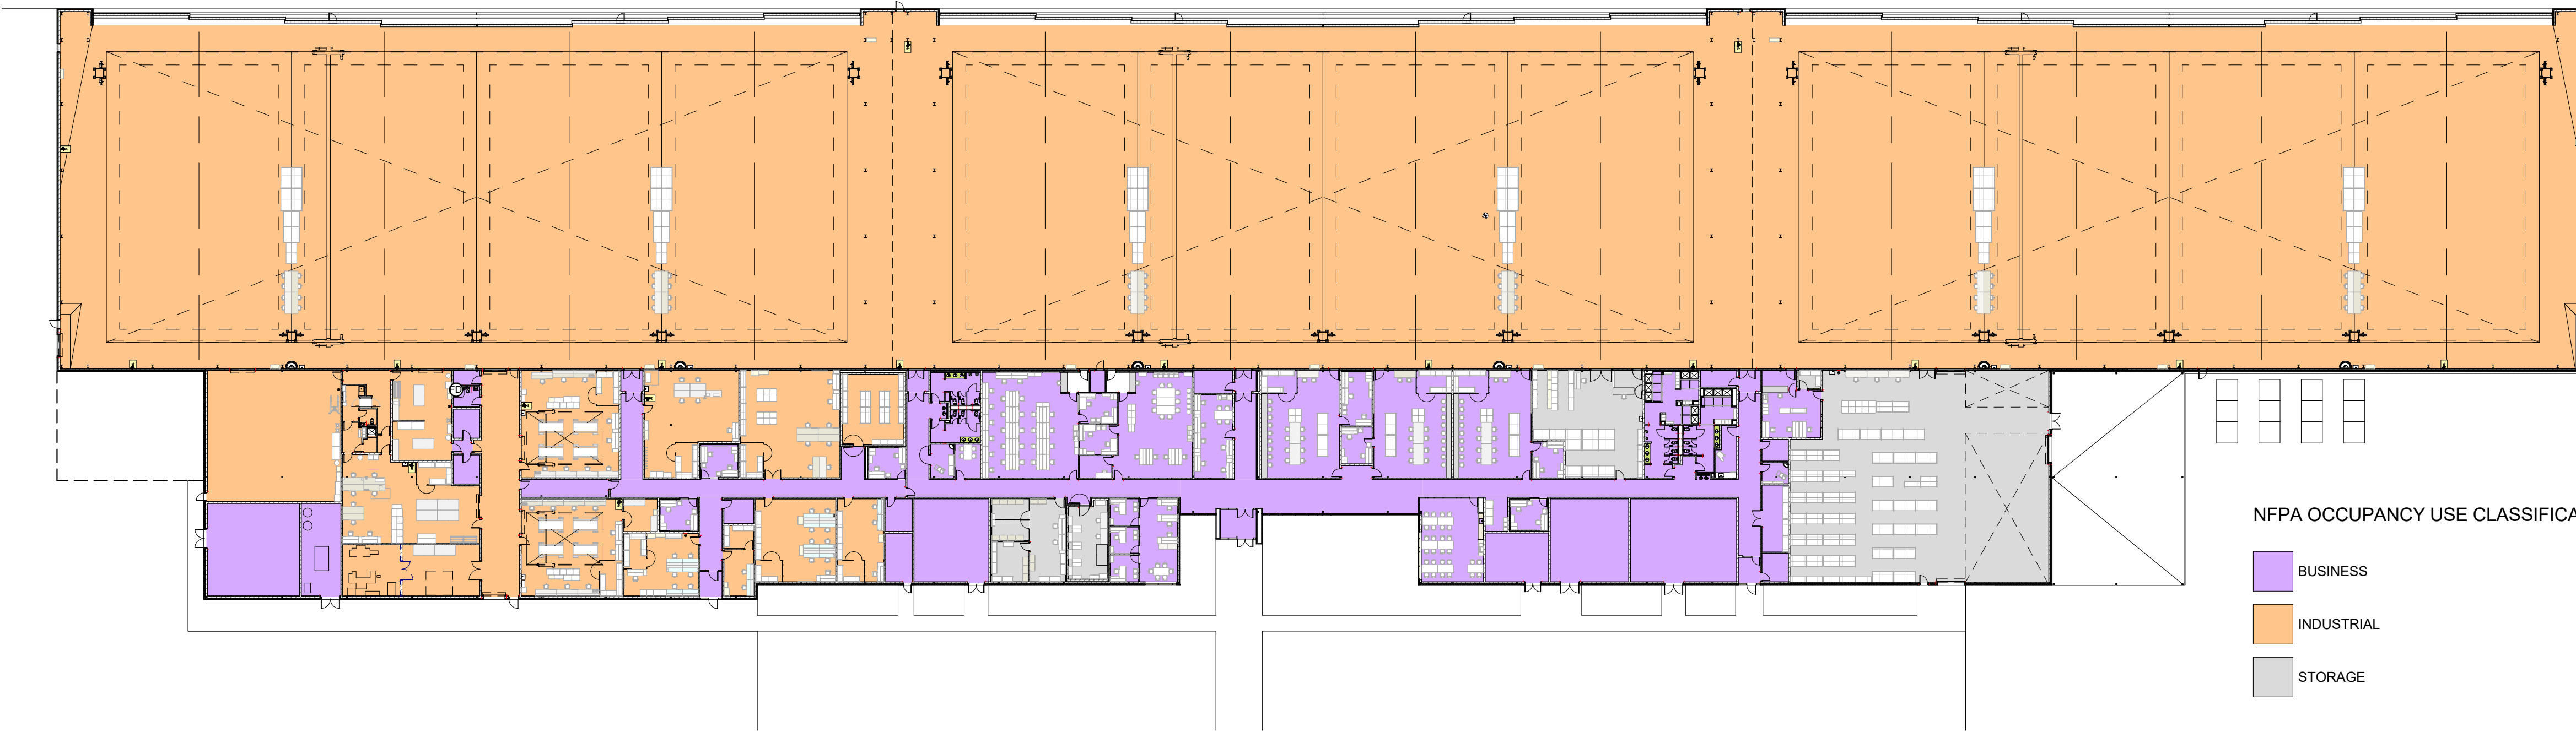 NFPA OCCUPANCY USE CLASSIFICA
BUSINESS
INDUSTRIAL
STORAGE